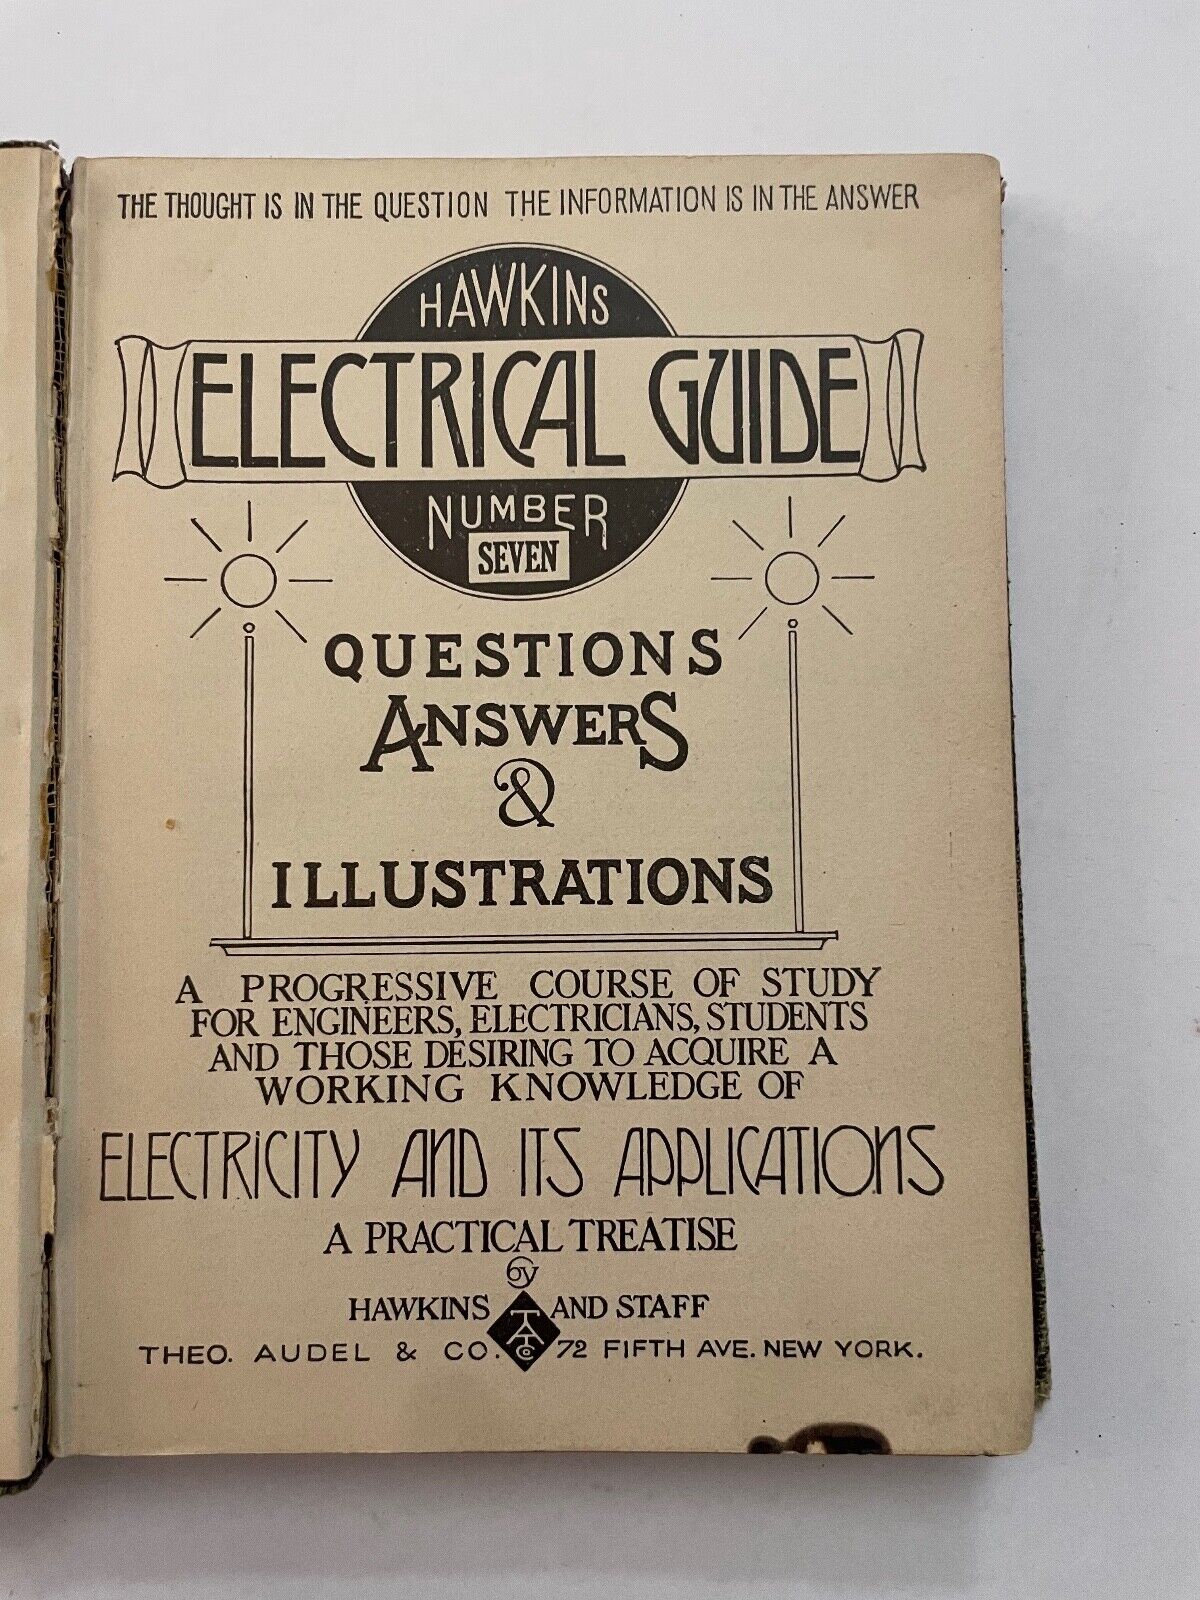 THE THOUGHT IS IN THE QUESTION THE INFORMATION IS IN THE ANSWER
HAWKINS
ELECTRICAL GUIDE
NUMBER
SEVEN
QUESTIONS
ANSWERS
&
ILLUSTRATIONS
A PROGRESSIVE COURSE OF STUDY
FOR ENGINEERS, ELECTRICIANS, STUDENTS
AND THOSE DESIRING TO ACQUIRE A
WORKING KNOWLEDGE OF
ELECTRICITY AND ITS APPLICATIONS
A PRACTICAL TREATISE
by
HAWKINS AND STAFF
TA
& Co
THEO. AUDEL & CO. 72 FIFTH AVE. NEW YORK.